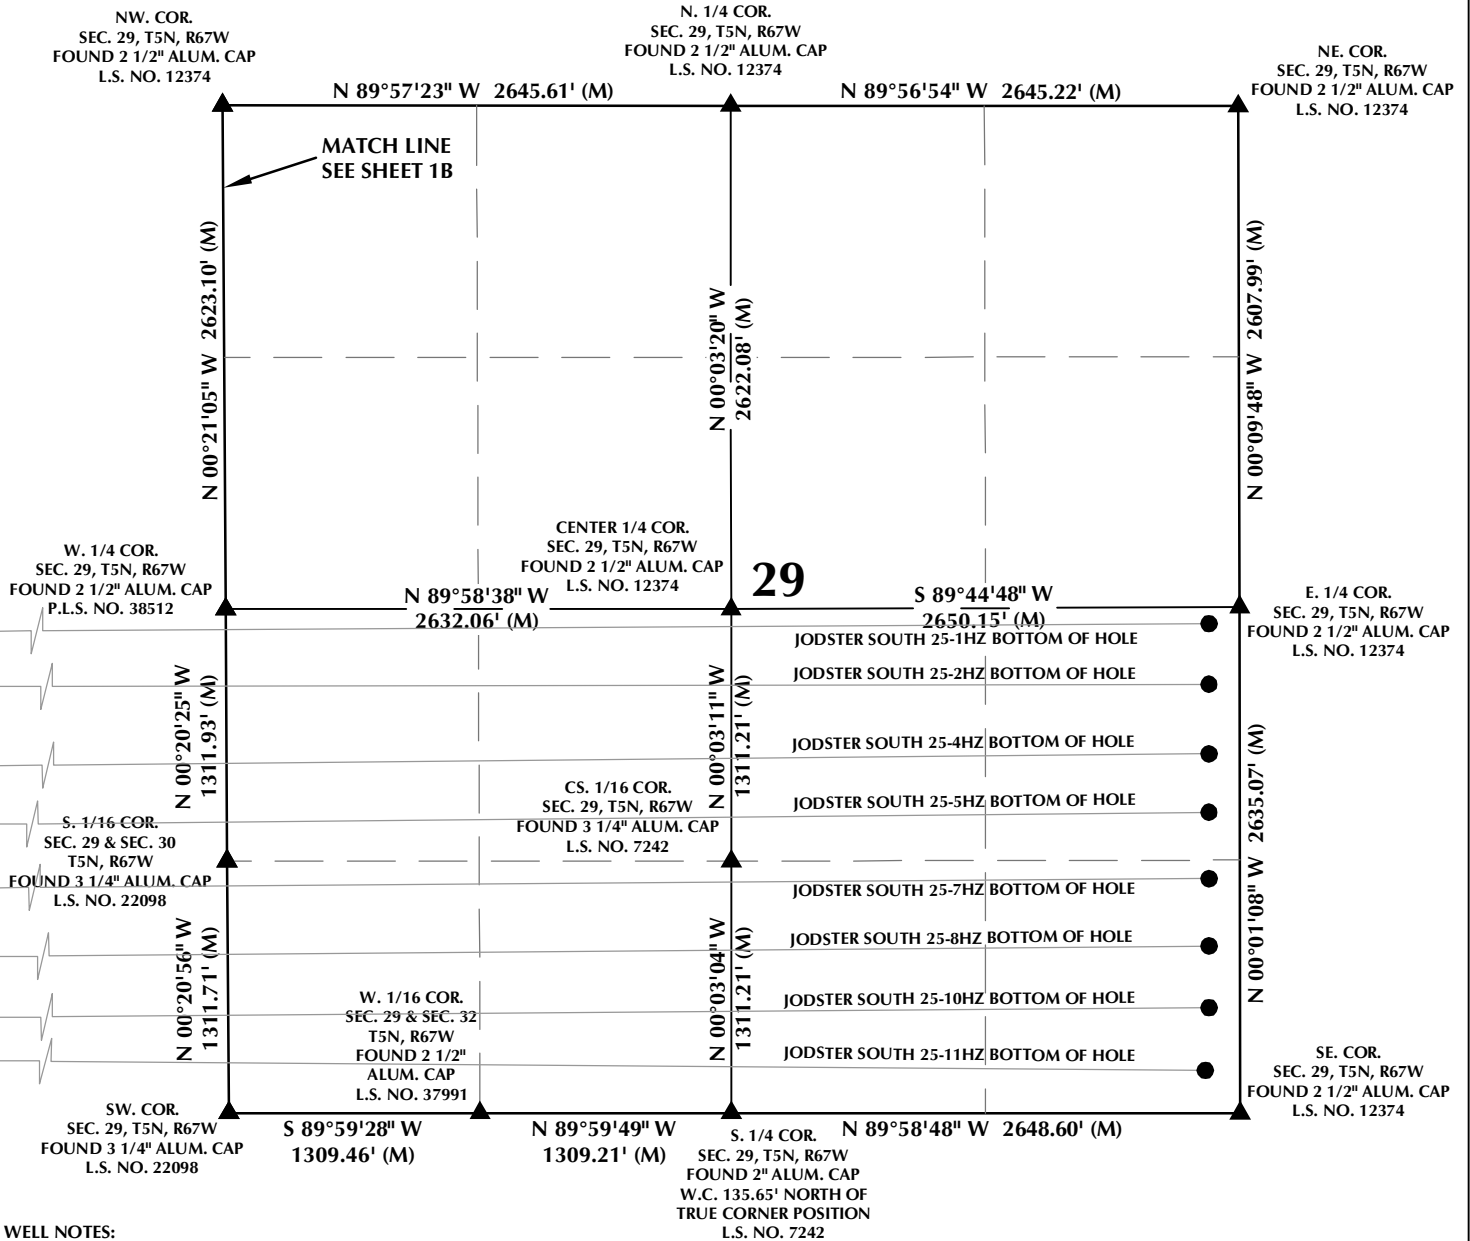 NW. COR.
SEC. 29, T5N, R67W
FOUND 2 1/2" ALUM. CAP
L.S. NO. 12374
N. 1/4 COR.
SEC. 29, T5N, R67W
FOUND 2 1/2" ALUM. CAP
L.S. NO. 12374
NE. COR.
SEC. 29, T5N, R67W
FOUND 2 1/2" ALUM. CAP
L.S. NO. 12374
N 89°57'23" W 2645.61' (M)
N 89°56'54" W 2645.22' (M)
MATCH LINE
SEE SHEET 1B
N 00°21'05" W 2623.10' (M)
N 00°03'20" W
2622.08' (M)
N 00°09'48" W 2607.99' (M)
W. 1/4 COR.
SEC. 29, T5N, R67W
FOUND 2 1/2" ALUM. CAP
P.L.S. NO. 38512
CENTER 1/4 COR.
SEC. 29, T5N, R67W
FOUND 2 1/2" ALUM. CAP
L.S. NO. 12374
29
E. 1/4 COR.
SEC. 29, T5N, R67W
FOUND 2 1/2" ALUM. CAP
L.S. NO. 12374
N 89°58'38" W
2632.06' (M)
S 89°44'48" W
2650.15' (M)
JODSTER SOUTH 25-1HZ BOTTOM OF HOLE
JODSTER SOUTH 25-2HZ BOTTOM OF HOLE
JODSTER SOUTH 25-4HZ BOTTOM OF HOLE
JODSTER SOUTH 25-5HZ BOTTOM OF HOLE
JODSTER SOUTH 25-7HZ BOTTOM OF HOLE
JODSTER SOUTH 25-8HZ BOTTOM OF HOLE
JODSTER SOUTH 25-10HZ BOTTOM OF HOLE
JODSTER SOUTH 25-11HZ BOTTOM OF HOLE
N 00°20'25" W
1311.93' (M)
N 00°03'11" W
1311.21' (M)
N 00°01'08" W 2635.07' (M)
S. 1/16 COR.
SEC. 29 & SEC. 30
T5N, R67W
FOUND 3 1/4" ALUM. CAP
L.S. NO. 22098
CS. 1/16 COR.
SEC. 29, T5N, R67W
FOUND 3 1/4" ALUM. CAP
L.S. NO. 7242
N 00°20'56" W
1311.71' (M)
N 00°03'04" W
1311.21' (M)
W. 1/16 COR.
SEC. 29 & SEC. 32
T5N, R67W
FOUND 2 1/2"
ALUM. CAP
L.S. NO. 37991
SE. COR.
SEC. 29, T5N, R67W
FOUND 2 1/2" ALUM. CAP
L.S. NO. 12374
SW. COR.
SEC. 29, T5N, R67W
FOUND 3 1/4" ALUM. CAP
L.S. NO. 22098
S 89°59'28" W
1309.46' (M)
N 89°59'49" W
1309.21' (M)
N 89°58'48" W 2648.60' (M)
S. 1/4 COR.
SEC. 29, T5N, R67W
FOUND 2" ALUM. CAP
W.C. 135.65' NORTH OF
TRUE CORNER POSITION
L.S. NO. 7242
WELL NOTES: